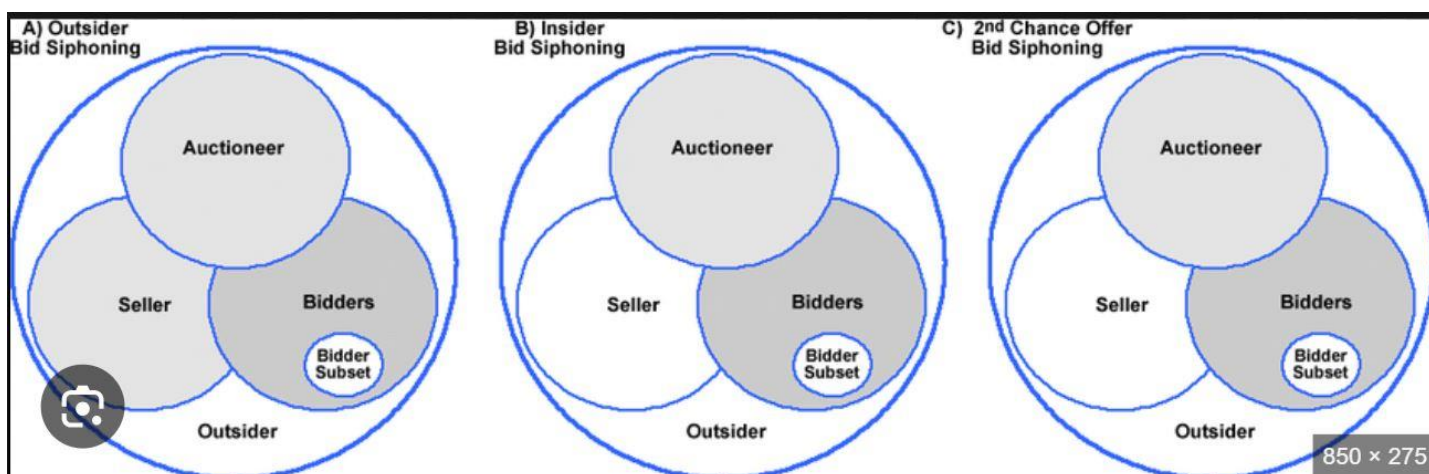 A) Outsider
Bid Siphoning
Auctioneer
Seller
Bidders
Bidder
Subset
Outsider
B) Insider
Bid Siphoning
Auctioneer
Seller
Bidders
Bidder
Subset
Outsider
C) 2nd Chance Offer
Bid Siphoning
Auctioneer
Seller
Bidders
Bidder
Subset
Outsider
850 × 275